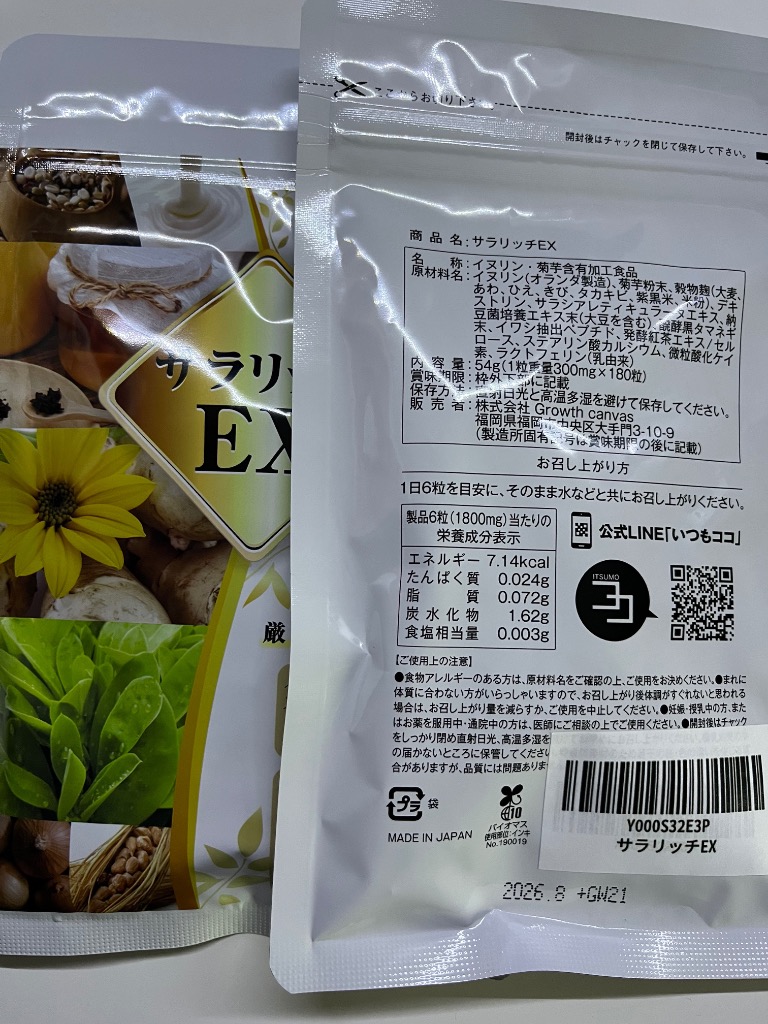 ここからお切り下さい
開封後はチャックを閉じて保存して下さい。
サラリッ
EX
厳
商品名:サラリッチEX
名称:イヌリン・菊芋含有加工食品
原材料名:イヌリン(オランダ製造)、菊芋粉末、穀物麹(大麦、
あわ、ひえ、きび、タカキビ、紫黒米、米粉)、デキ
ストリン、サラシアレティキュラータエキス、納
豆菌培養エキス末(大豆を含む)、醗酵黒タマネギ
末、イワシ抽出ペプチド、発酵紅茶エキス/セル
ロース、ステアリン酸カルシウム、微粒酸化ケイ
素、ラクトフェリン(乳由来)
内容量:54g(1粒重量300mg×180粒)
賞味期限:枠外下部に記載
保存方法:直射日光と高温多湿を避けて保存してください。
販売者:株式会社 Growth canvas
福岡県福岡市中央区大手門3-10-9
(製造所固有記号は賞味期限の後に記載)
お召し上がり方
1日6粒を目安に、そのまま水などと共にお召し上がりください。
製品6粒(1800mg)当たりの
栄養成分表示
エネルギー 7.14kcal
たんぱく質 0.024g
脂質 0.072g
炭水化物 1.62g
食塩相当量 0.003g
公式LINE「いつもココ」
ITSUMO
ココ
【ご使用上の注意】
●食物アレルギーのある方は、原材料名をご確認の上、ご使用をお決めください。●まれに
体質に合わない方がいらっしゃいますので、お召し上がり後体調がすぐれないと思われる
場合は、お召し上がり量を減らすか、ご使用を中止してください。●妊娠・授乳中の方、また
はお薬を服用中・通院中の方は、医師にご相談の上でご使用ください。●開封後はチャック
をしっかり閉め直射日光、高温多湿を
の届かないところに保管してください
合がありますが、品質には問題ありま
プラ 袋
MADE IN JAPAN
10
バイオマス
使用部位:インキ
No.190019
Y000S32E3P
サラリッチEX
2026.8 +GW21